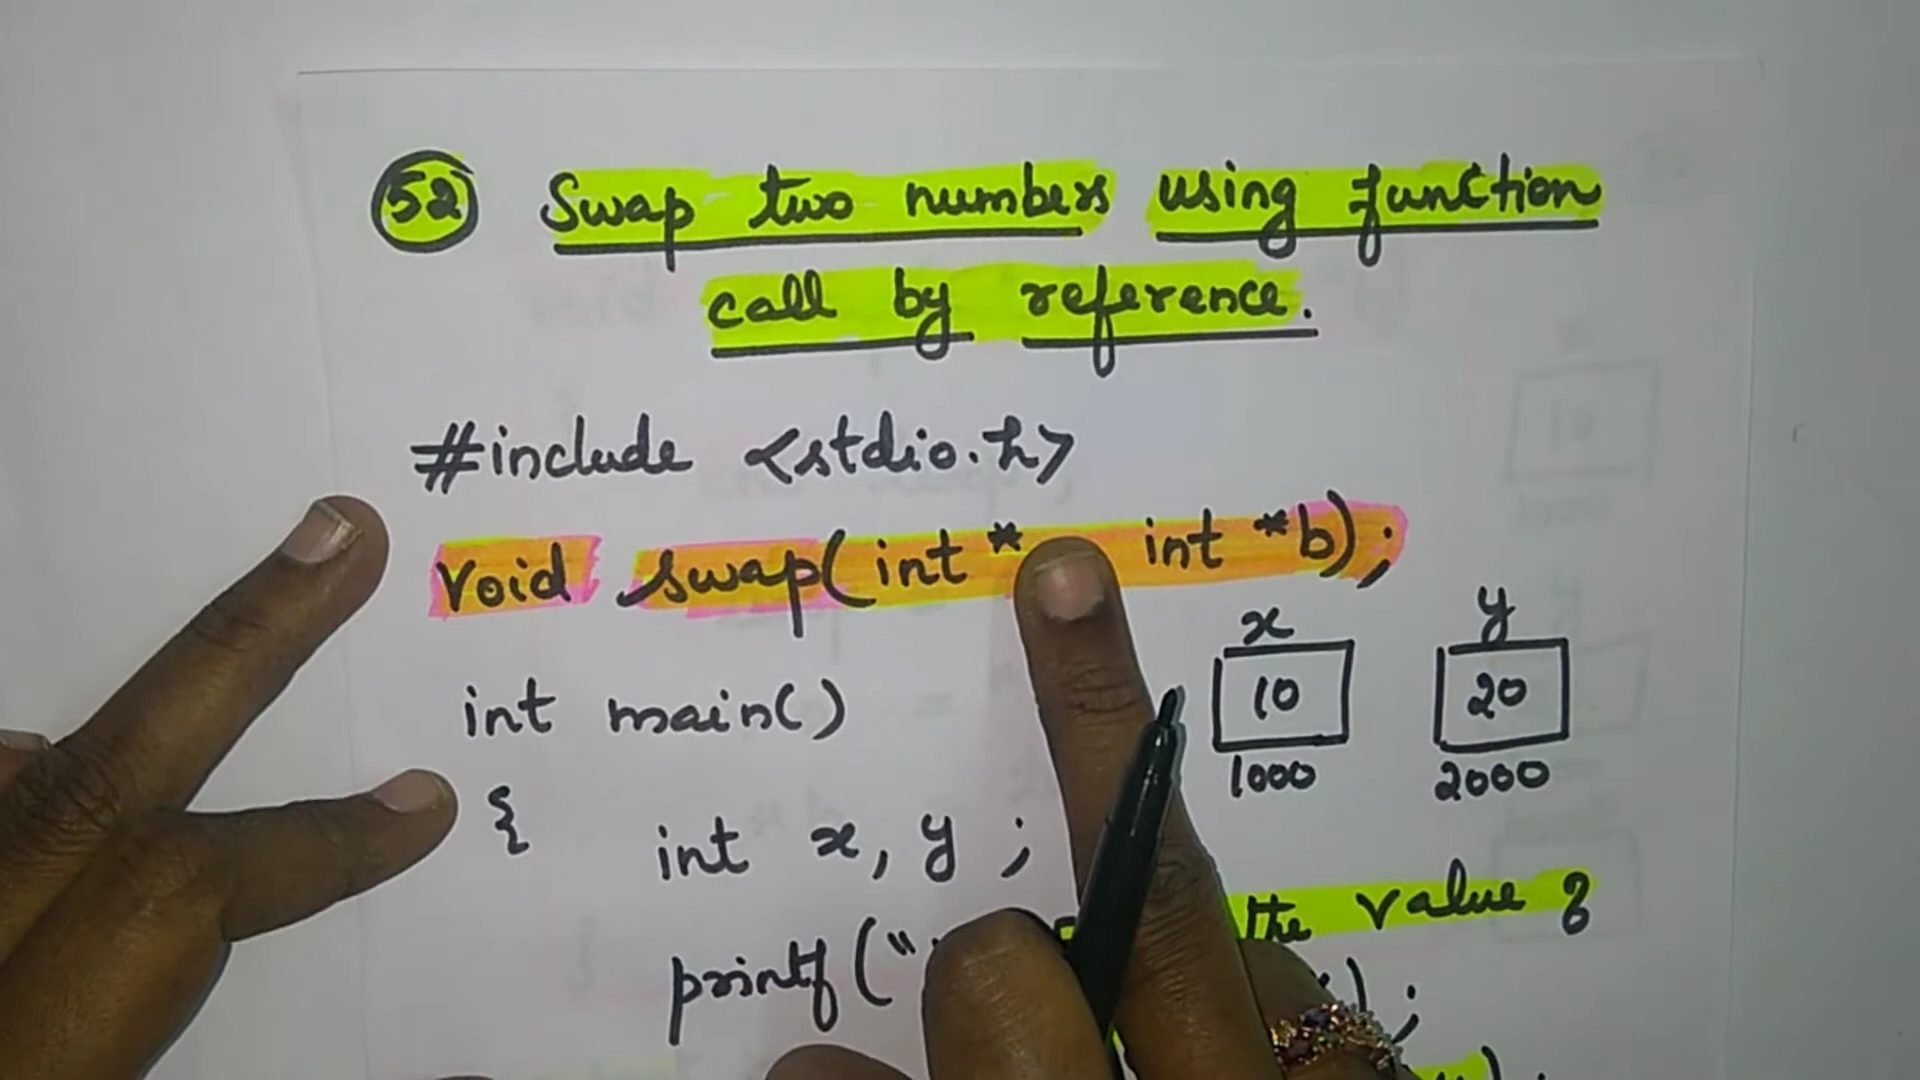 52 Swap two numbers using function
call by reference.
#include <stdio.h>
void swap(int * int *b);
x y
int main() 10 20
1000 2000
{ int x, y ;
printf(" the value
) ;